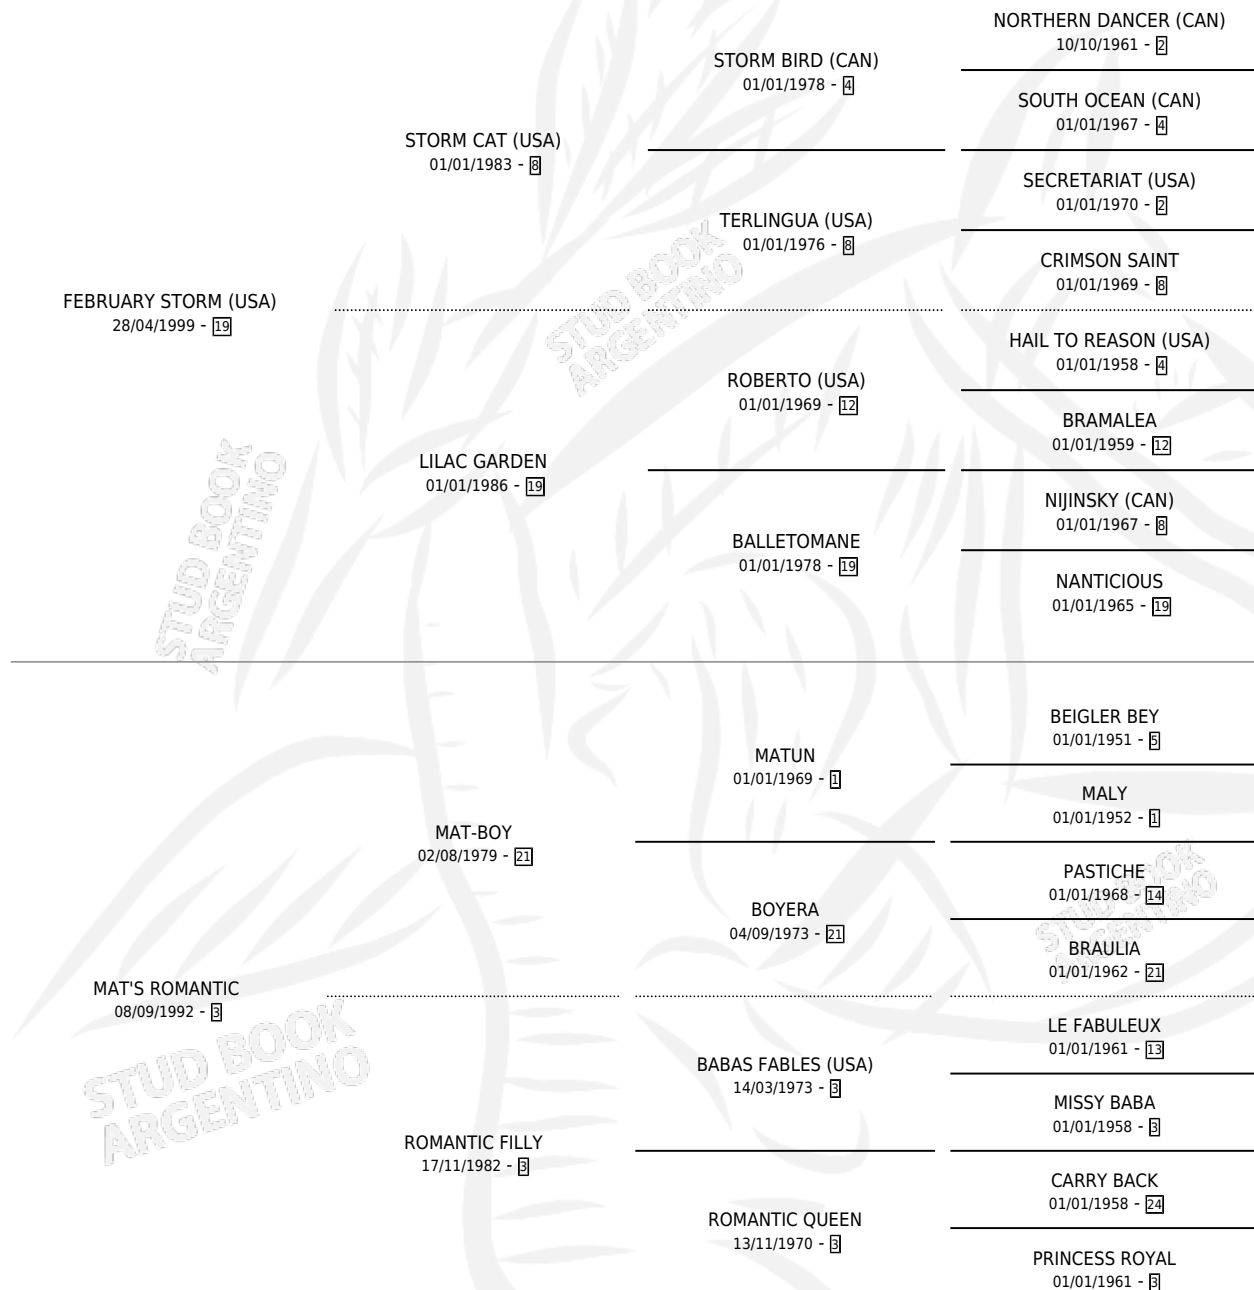 NORTHERN DANCER (CAN)
10/10/1961 - 2
STORM BIRD (CAN)
01/01/1978 - 4
SOUTH OCEAN (CAN)
01/01/1967 - 4
STORM CAT (USA)
01/01/1983 - 8
SECRETARIAT (USA)
01/01/1970 - 2
TERLINGUA (USA)
01/01/1976 - 8
CRIMSON SAINT
01/01/1969 - 8
FEBRUARY STORM (USA)
28/04/1999 - 19
HAIL TO REASON (USA)
01/01/1958 - 4
ROBERTO (USA)
01/01/1969 - 12
BRAMALEA
01/01/1959 - 12
LILAC GARDEN
01/01/1986 - 19
NIJINSKY (CAN)
01/01/1967 - 8
BALLETOMANE
01/01/1978 - 19
NANTICIOUS
01/01/1965 - 19
BEIGLER BEY
01/01/1951 - 5
MATUN
01/01/1969 - 1
MALY
01/01/1952 - 1
MAT-BOY
02/08/1979 - 21
PASTICHE
01/01/1968 - 14
BOYERA
04/09/1973 - 21
BRAULIA
01/01/1962 - 21
MAT'S ROMANTIC
08/09/1992 - 3
LE FABULEUX
01/01/1961 - 13
BABAS FABLES (USA)
14/03/1973 - 3
MISSY BABA
01/01/1958 - 3
ROMANTIC FILLY
17/11/1982 - 3
CARRY BACK
01/01/1958 - 24
ROMANTIC QUEEN
13/11/1970 - 3
PRINCESS ROYAL
01/01/1961 - 3
STUD BOOK
ARGENTINO
STUD BOOK
ARGENTINO
STUD BOOK
ARGENTINO
STUD BOOK
ARGENTINO